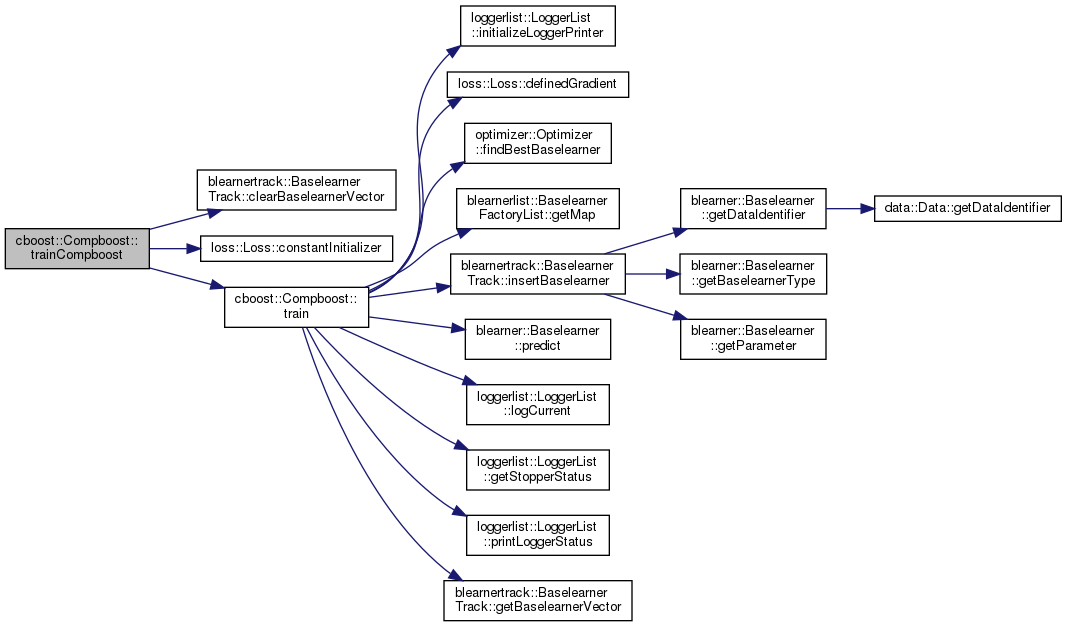 cboost::Compboost::
trainCompboost
blearnertrack::Baselearner
Track::clearBaselearnerVector
loss::Loss::constantInitializer
cboost::Compboost::
train
loggerlist::LoggerList
::initializeLoggerPrinter
loss::Loss::definedGradient
optimizer::Optimizer
::findBestBaselearner
blearnerlist::Baselearner
FactoryList::getMap
blearnertrack::Baselearner
Track::insertBaselearner
blearner::Baselearner
::predict
loggerlist::LoggerList
::logCurrent
loggerlist::LoggerList
::getStopperStatus
loggerlist::LoggerList
::printLoggerStatus
blearnertrack::Baselearner
Track::getBaselearnerVector
blearner::Baselearner
::getDataIdentifier
blearner::Baselearner
::getBaselearnerType
blearner::Baselearner
::getParameter
data::Data::getDataIdentifier